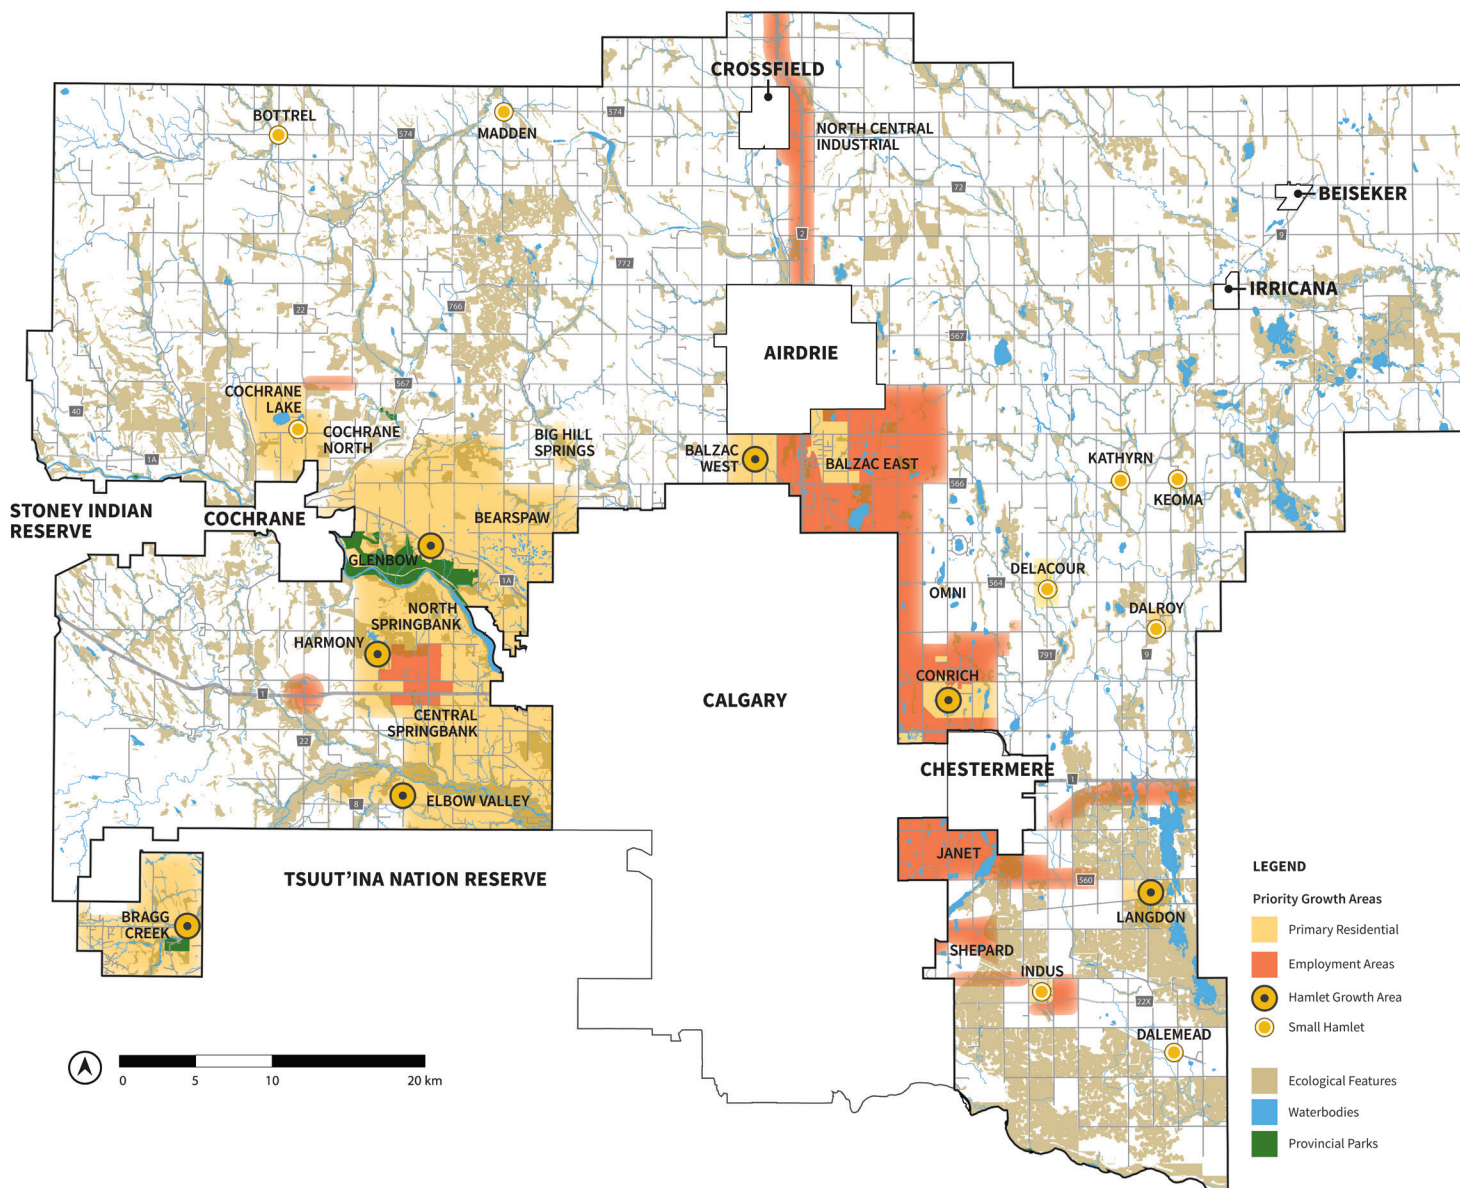 CROSSFIELD
BOTTREL
MADDEN
574
574
NORTH CENTRAL
INDUSTRIAL
72
BEISEKER
9
2
772
IRRICANA
22
766
567
AIRDRIE
567
COCHRANE
LAKE
40
COCHRANE
NORTH
BIG HILL
SPRINGS
BALZAC
WEST
BALZAC EAST
KATHYRN
1A
566
KEOMA
STONEY INDIAN
RESERVE
COCHRANE
BEARSPAW
GLENBOW
1A
DELACOUR
564
OMNI
NORTH
SPRINGBANK
DALROY
HARMONY
791
9
CONRICH
1
CALGARY
CENTRAL
SPRINGBANK
22
CHESTERMERE
1
8
ELBOW VALLEY
JANET
LEGEND
TSUUT'INA NATION RESERVE
560
Priority Growth Areas
BRAGG
CREEK
LANGDON
Primary Residential
SHEPARD
Employment Areas
INDUS
Hamlet Growth Area
22X
Small Hamlet
DALEMEAD
0 5 10 20 km
Ecological Features
Waterbodies
Provincial Parks